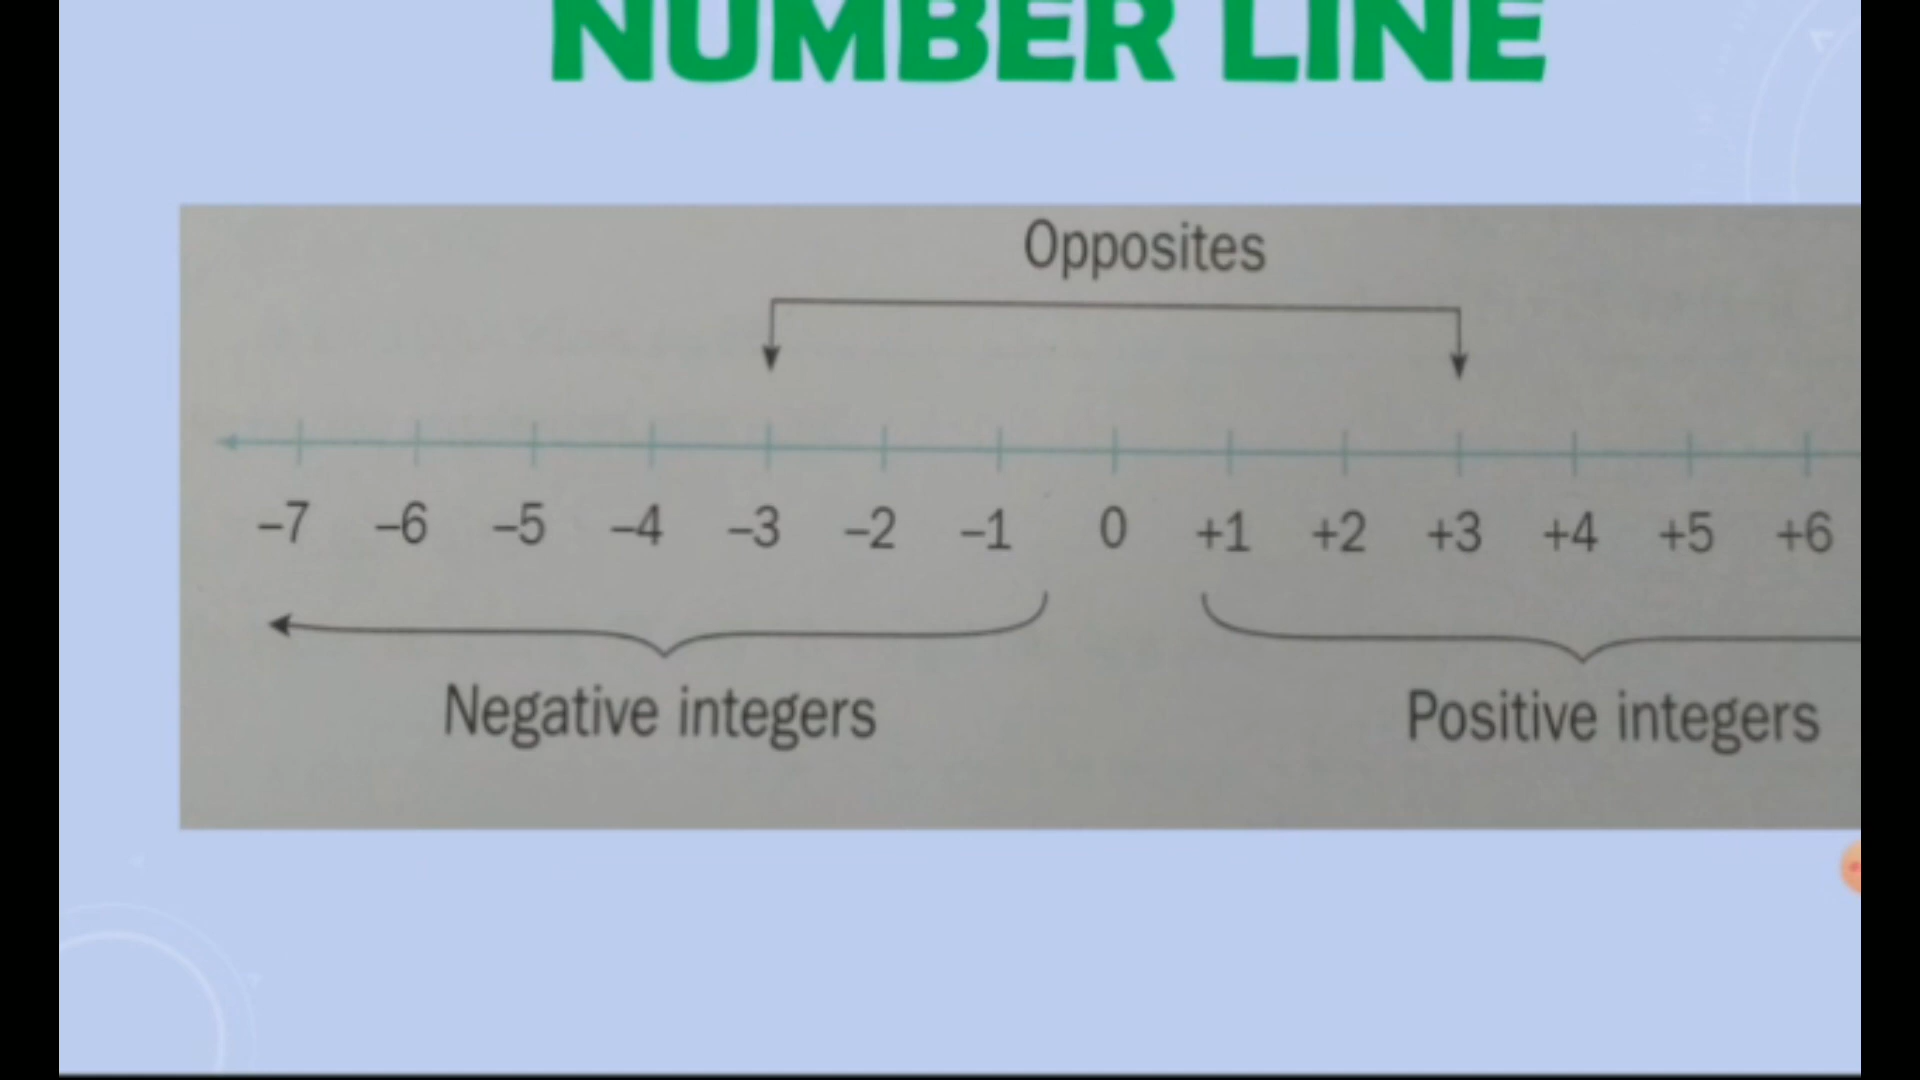 NUMBER LINE
Opposites
–7 –6 –5 –4 –3 –2 –1 0 +1 +2 +3 +4 +5 +6
Negative integers Positive integers